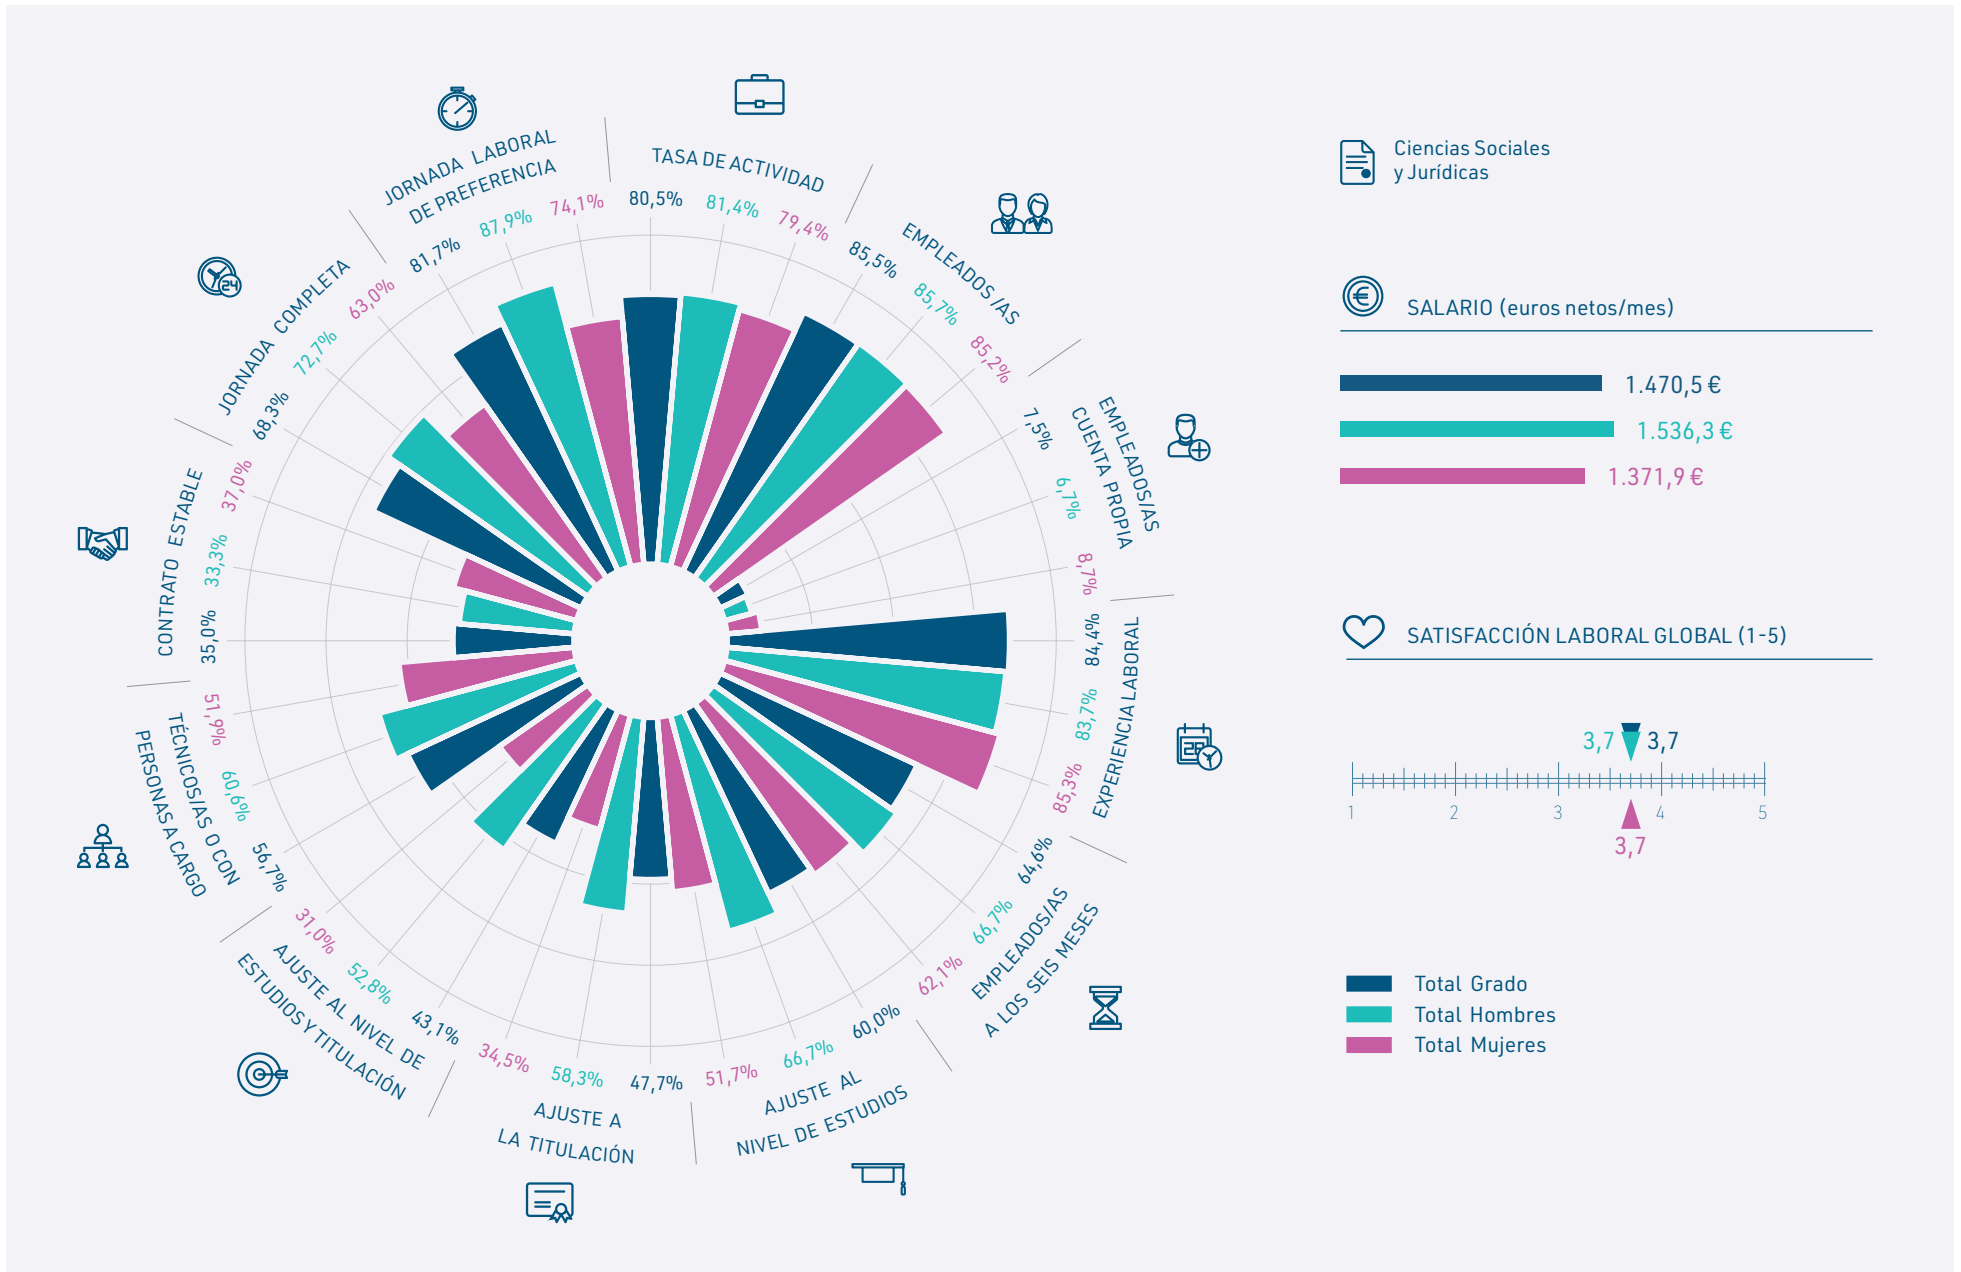 JORNADA LABORAL
DE PREFERENCIA
81,7%
87,9%
74,1%
TASA DE ACTIVIDAD
80,5%
81,4%
79,4%
EMPLEADOS /AS
85,5%
85,7%
85,2%
EMPLEADOS/AS
CUENTA PROPIA
7,5%
6,7%
8,7%
EXPERIENCIA LABORAL
84,4%
83,7%
85,3%
20
EMPLEADOS/AS
A LOS SEIS MESES
64,6%
66,7%
62,1%
AJUSTE AL
NIVEL DE ESTUDIOS
60,0%
66,7%
51,7%
AJUSTE A
LA TITULACIÓN
47,7%
58,3%
34,5%
AJUSTE AL NIVEL DE
ESTUDIOS Y TITULACIÓN
43,1%
52,8%
31,0%
TÉCNICOS/AS O CON
PERSONAS A CARGO
56,7%
60,6%
51,9%
CONTRATO ESTABLE
35,0%
33,3%
37,0%
JORNADA COMPLETA
68,3%
72,7%
63,0%
24
Ciencias Sociales
y Jurídicas
€
SALARIO (euros netos/mes)
1.470,5 €
1.536,3 €
1.371,9 €
SATISFACCIÓN LABORAL GLOBAL (1-5)
3,7 3,7
1 2 3 4 5
3,7
Total Grado
Total Hombres
Total Mujeres